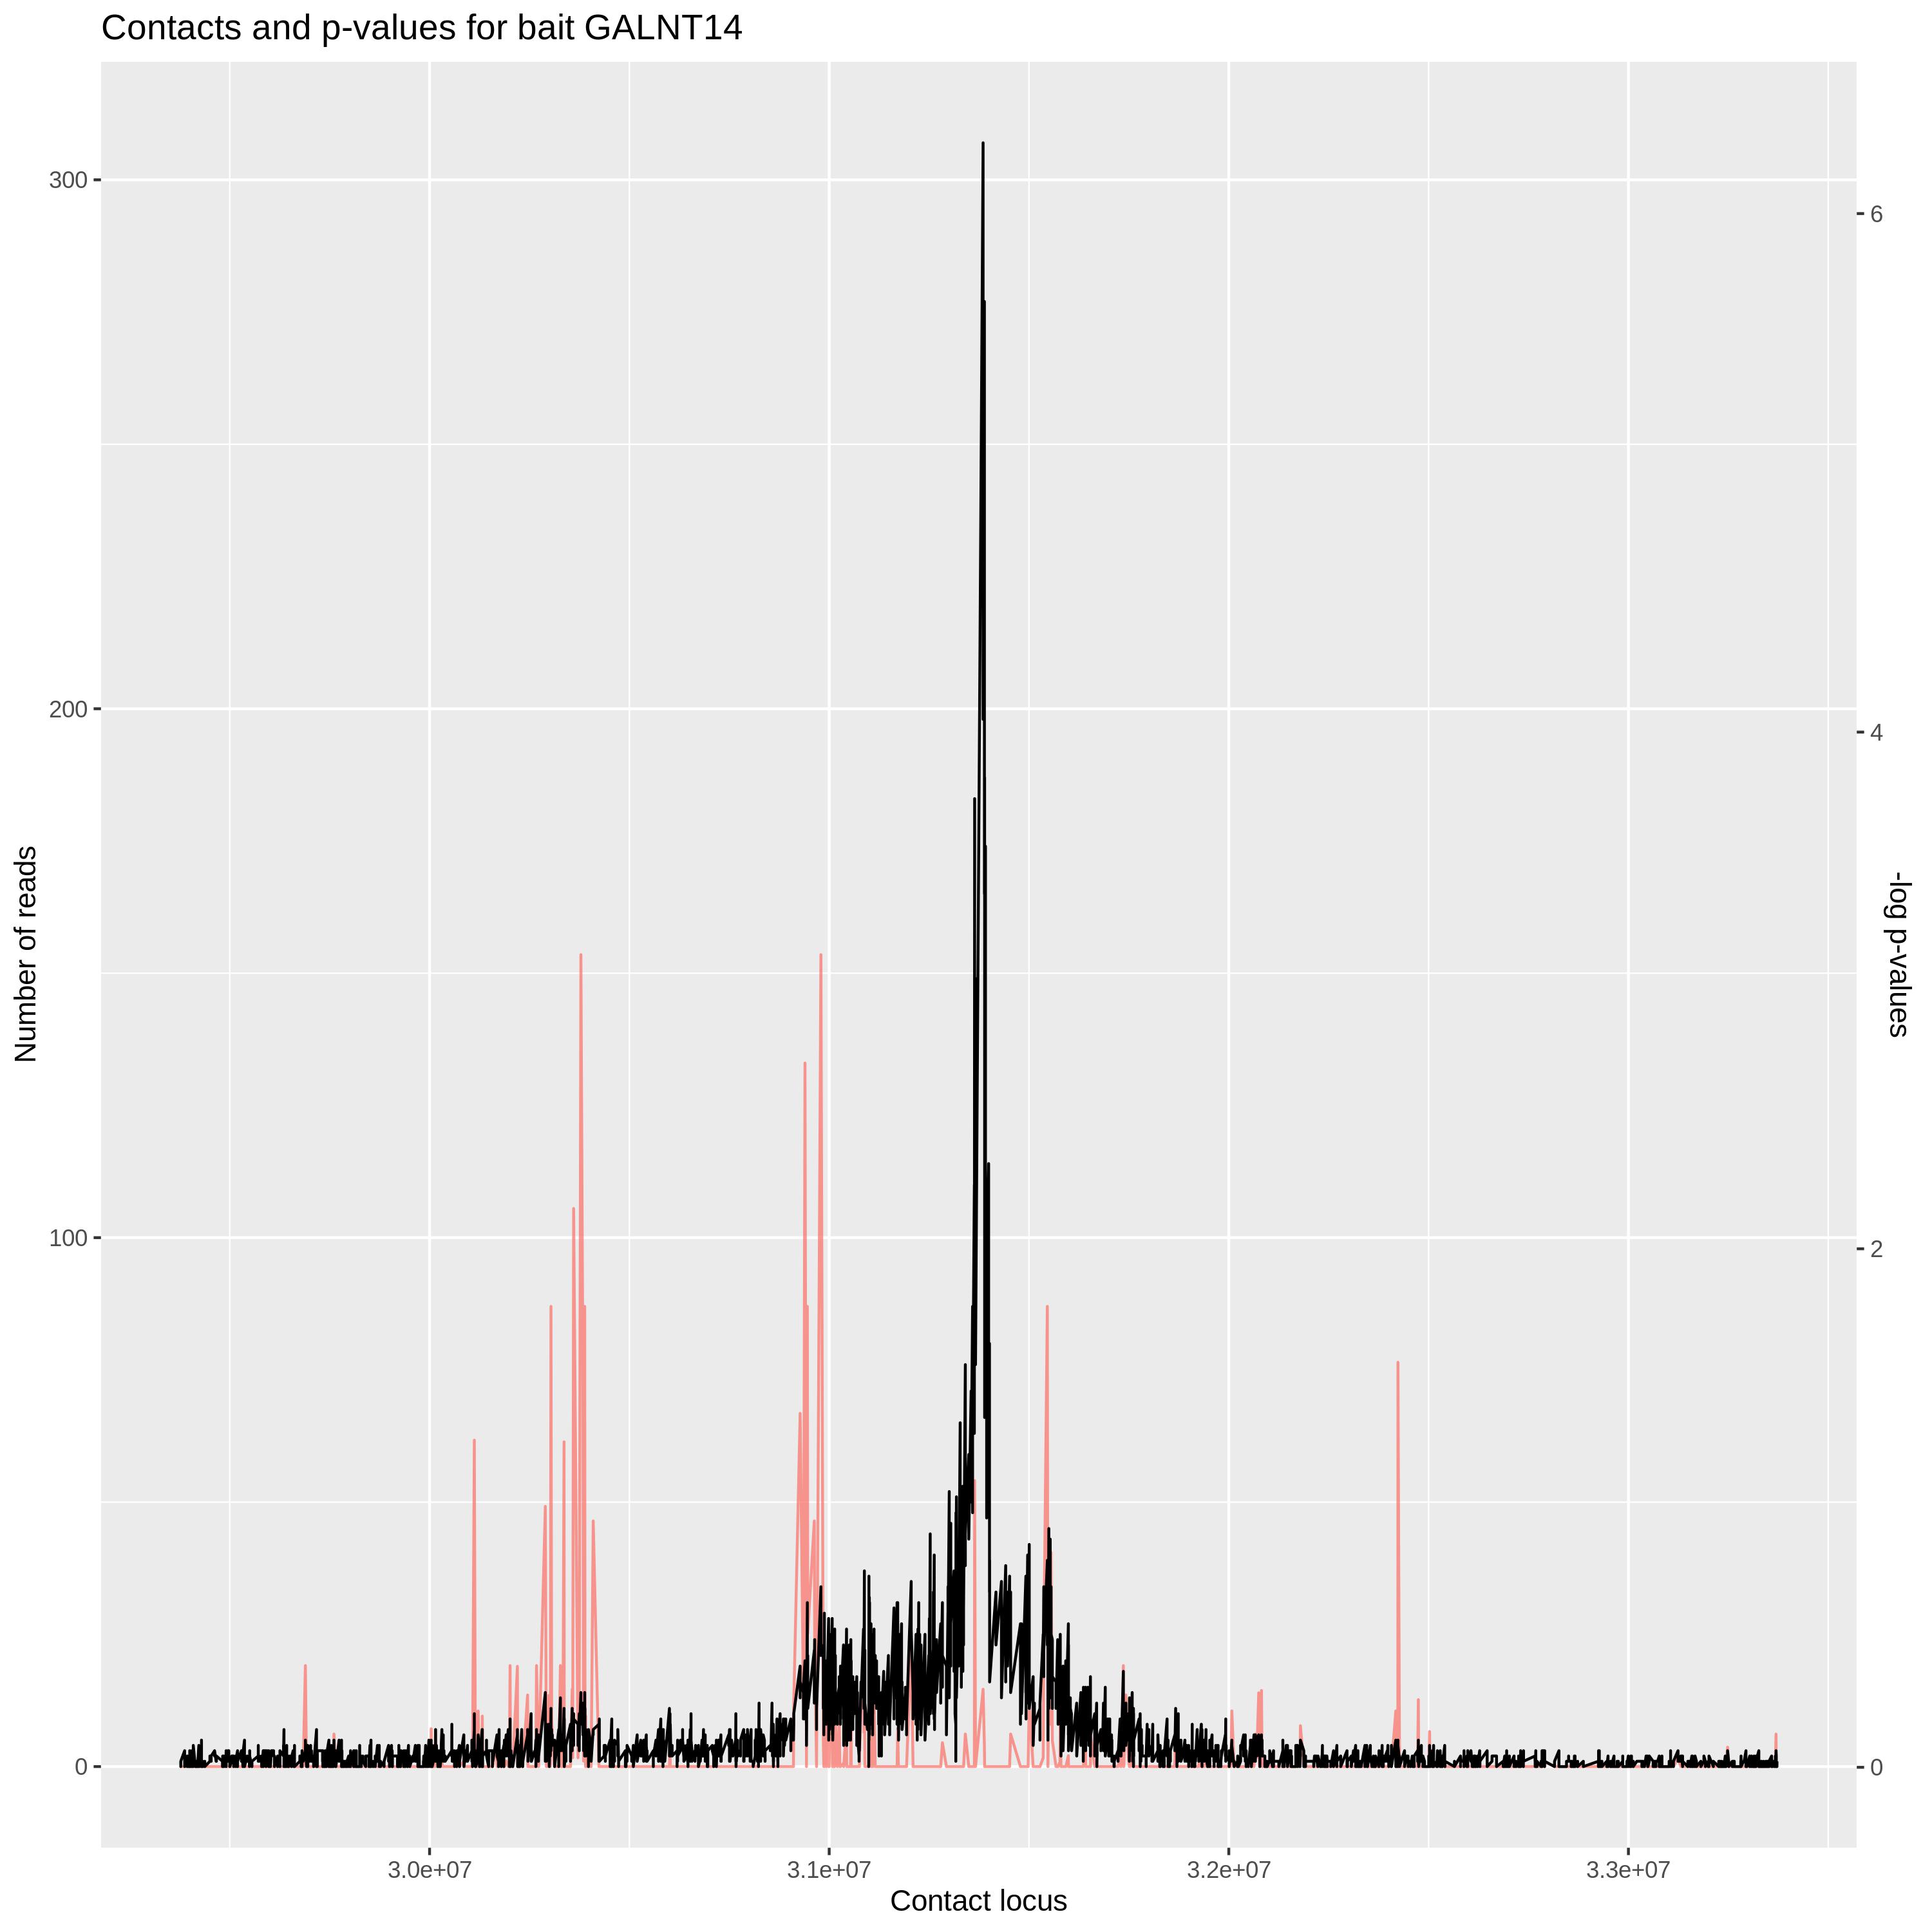 Contacts and p-values for bait GALNT14
300
200
100
0
Number of reads
6
4
2
0
-log p-values
3.0e+07
3.1e+07
3.2e+07
3.3e+07
Contact locus